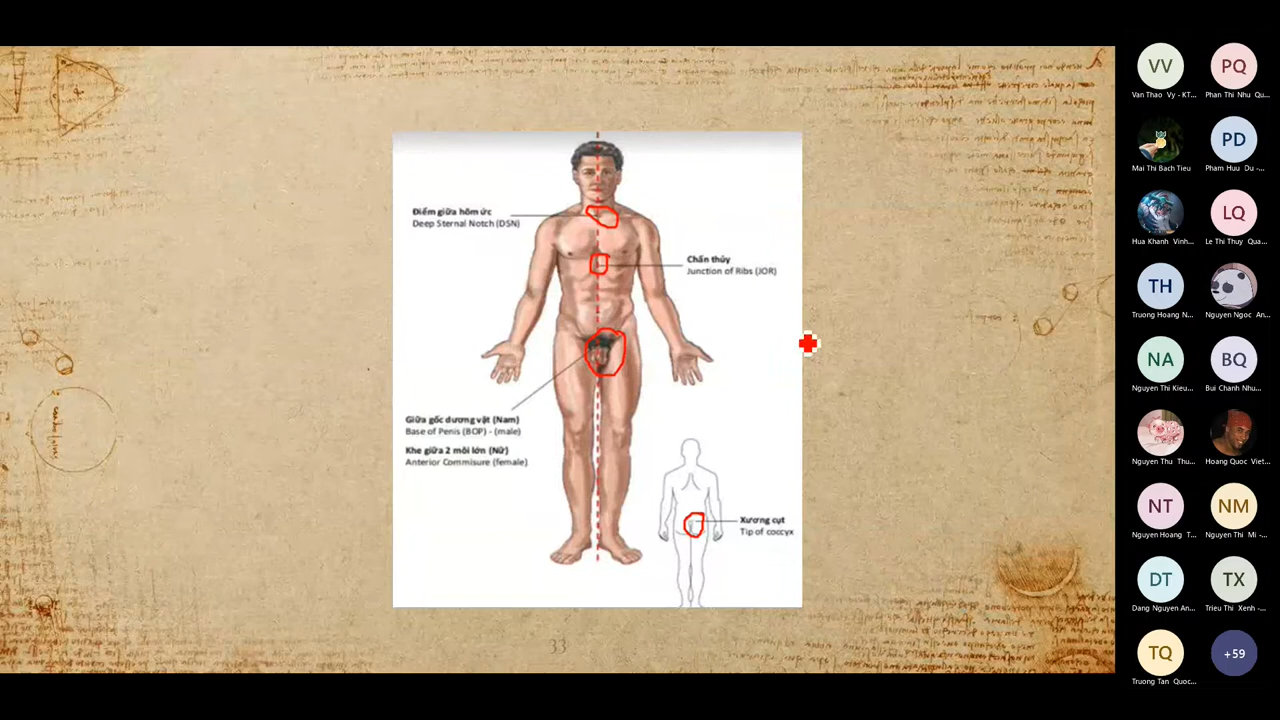 Điểm giữa hõm ức
Deep Sternal Notch (DSN)
Chấn thủy
Junction of Ribs (JOR)
Giữa gốc dương vật (Nam)
Base of Penis (BOP) - (male)
Khe giữa 2 môi lớn (Nữ)
Anterior Commisure (female)
Xương cụt
Tip of coccyx
33
VV
PQ
Van Thao Vy - KT...
Phan Thi Nhu Qu...
PD
Mai Thi Bach Tieu
Pham Huu Du -...
LQ
Hua Khanh Vinh...
Le Thi Thuy Qua...
TH
Truong Hoang N...
Nguyen Ngoc An...
NA
BQ
Nguyen Thi Kieu...
Bui Chanh Nhu...
Nguyen Thu Thu...
Hoang Quoc Viet...
NT
NM
Nguyen Hoang T...
Nguyen Thi Mi -...
DT
TX
Dang Nguyen An...
Trieu Thi Xenh -...
TQ
+59
Truong Tan Quoc...